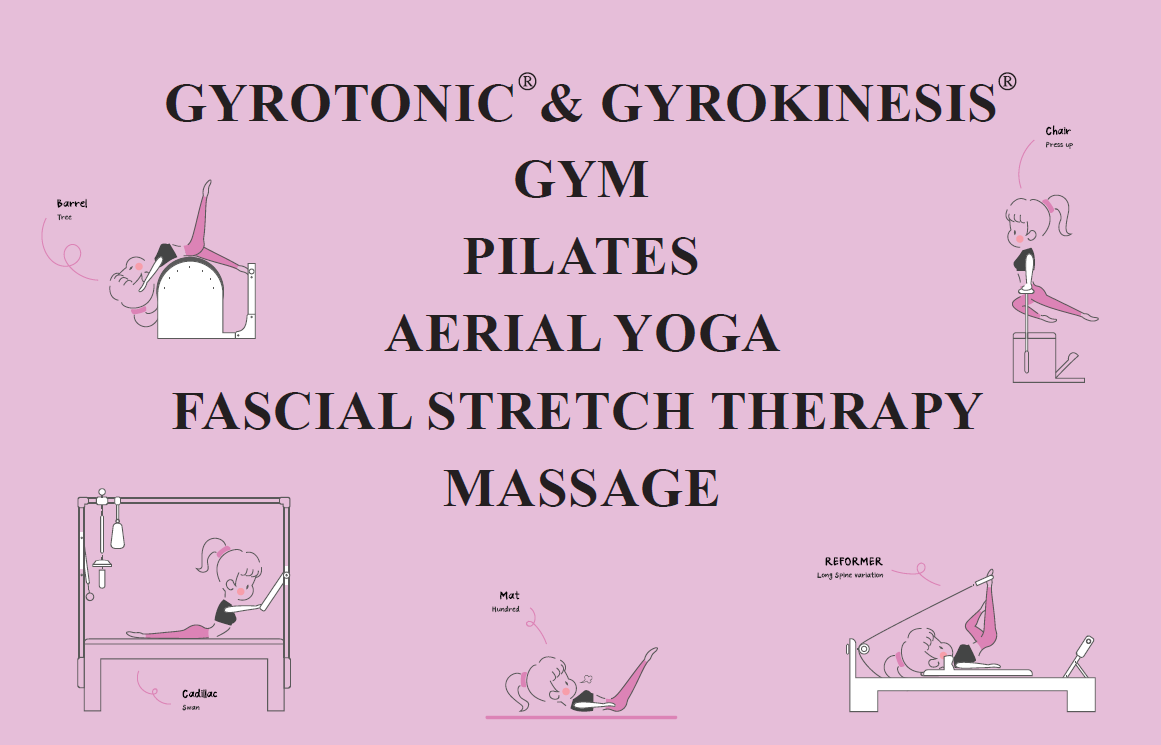 GYROTONIC® & GYROKINESIS®
Chair
Press up
GYM
Barrel
Tree
PILATES
AERIAL YOGA
FASCIAL STRETCH THERAPY
MASSAGE
REFORMER
Long Spine variation
Mat
Hundred
Cadillac
Swan